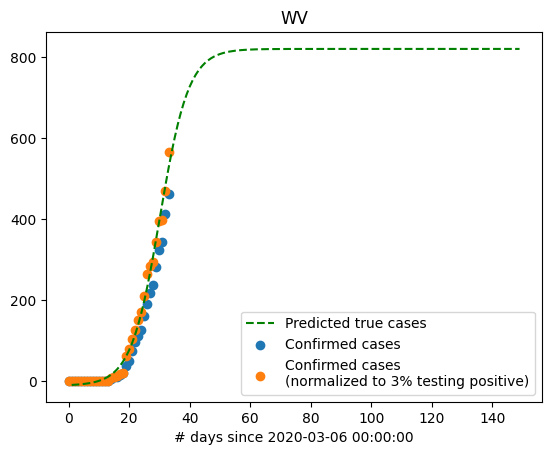 WV
800
600
400
200
0
Predicted true cases
Confirmed cases
Confirmed cases
(normalized to 3% testing positive)
0 20 40 60 80 100 120 140
# days since 2020-03-06 00:00:00